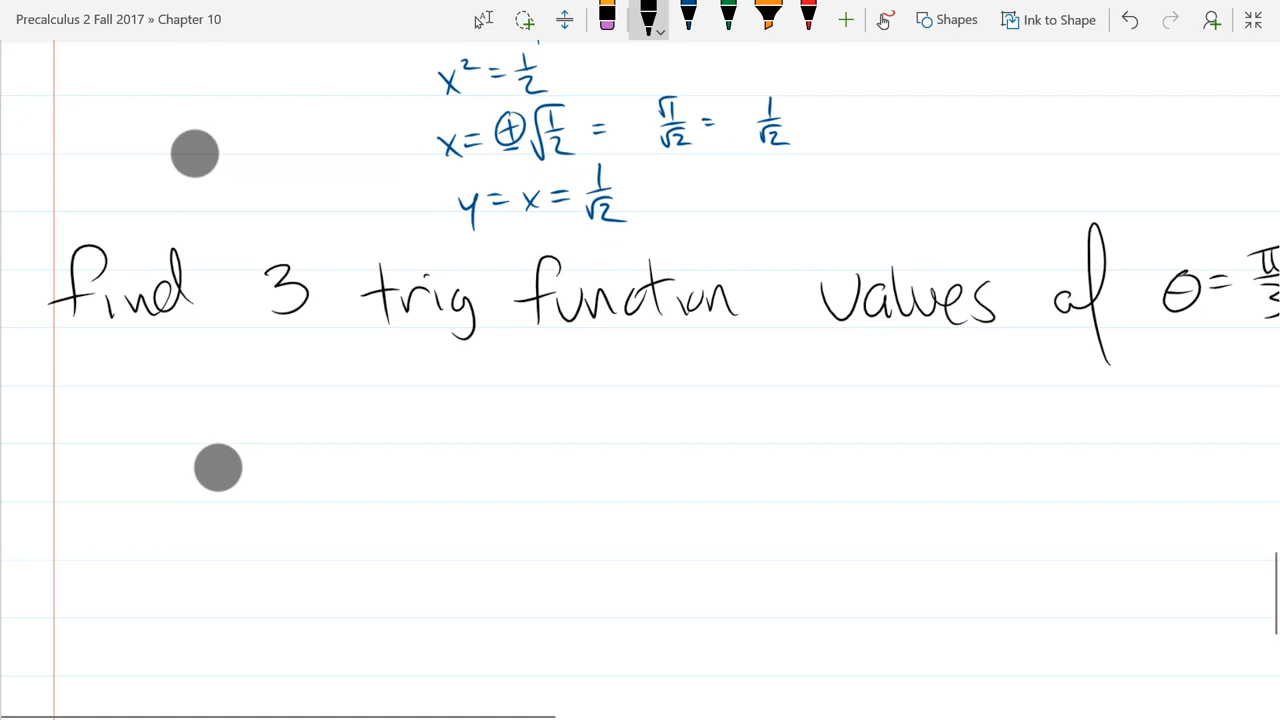 Precalculus 2 Fall 2017 » Chapter 10
Shapes
Ink to Shape
x² = 1/2
x = ± √(1/2) = √1/√2 = 1/√2
y = x = 1/√2
find 3 trig function values of θ = π/3